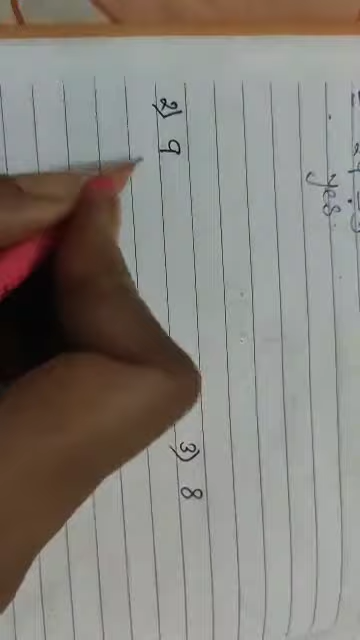 yes.
2) 9
3) 8